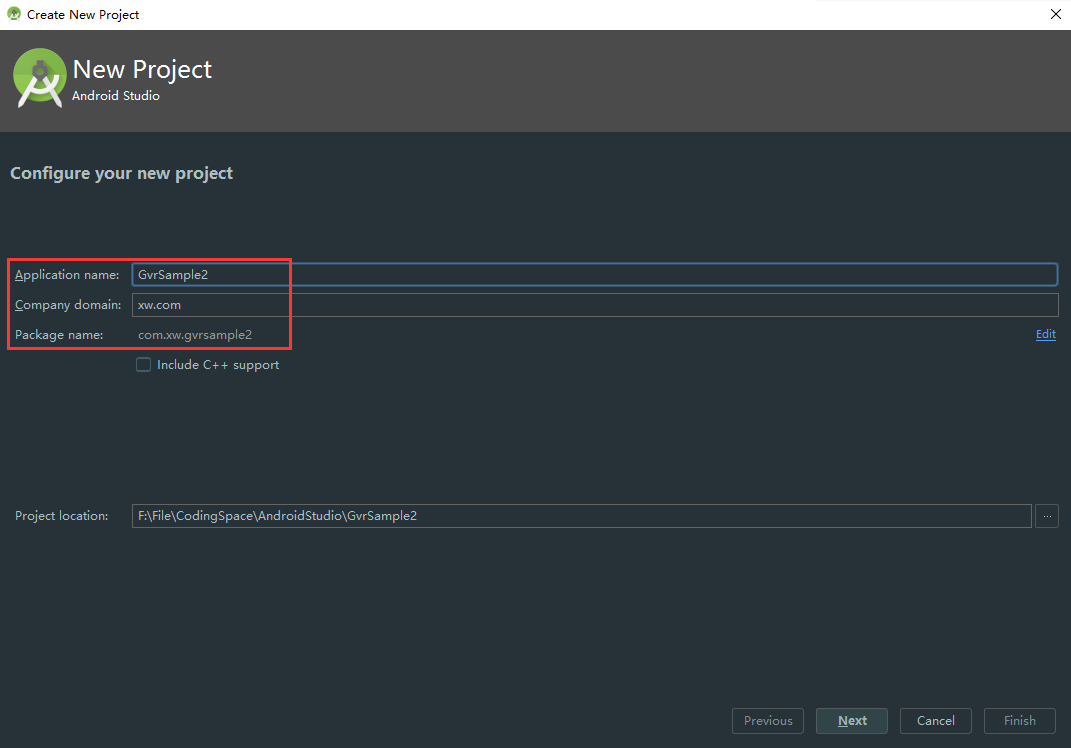 Create New Project
New Project
Android Studio
Configure your new project
Application name: GvrSample2
Company domain: xw.com
Package name: com.xw.gvrsample2 Edit
Include C++ support
Project location: F:\File\CodingSpace\AndroidStudio\GvrSample2 ...
Previous Next Cancel Finish